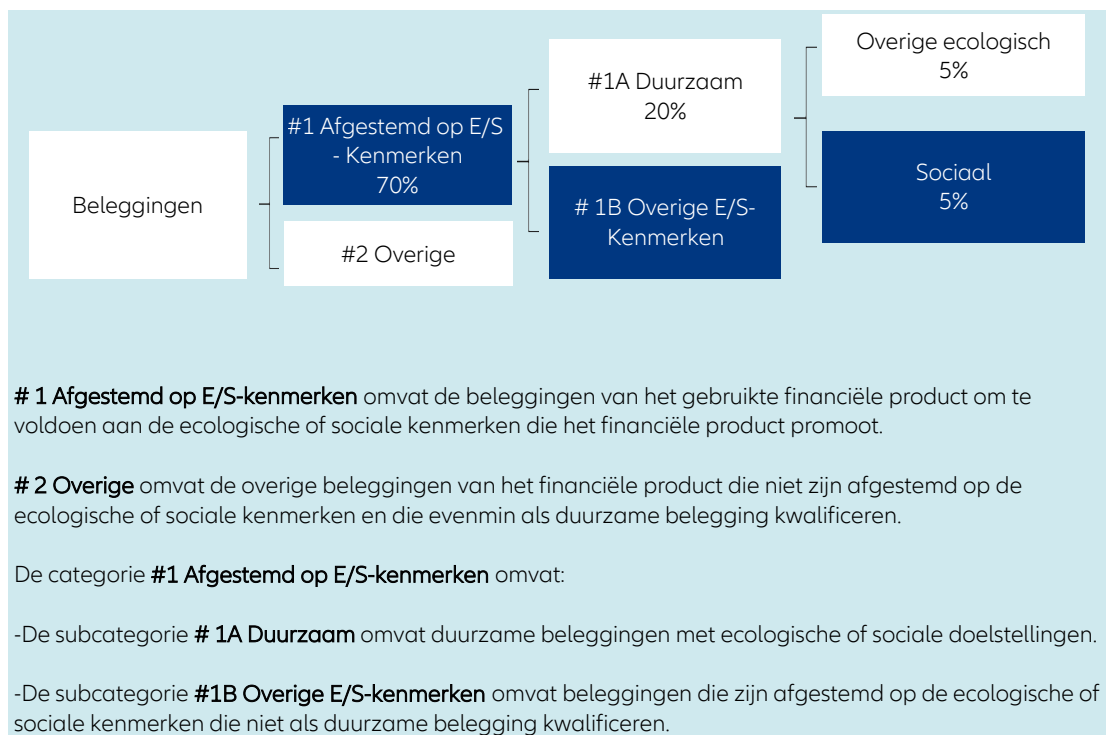 Beleggingen
#1 Afgestemd op E/S
- Kenmerken
70%
#2 Overige
#1A Duurzaam
20%
# 1B Overige E/S-
Kenmerken
Overige ecologisch
5%
Sociaal
5%
# 1 Afgestemd op E/S-kenmerken omvat de beleggingen van het gebruikte financiële product om te
voldoen aan de ecologische of sociale kenmerken die het financiële product promoot.
# 2 Overige omvat de overige beleggingen van het financiële product die niet zijn afgestemd op de
ecologische of sociale kenmerken en die evenmin als duurzame belegging kwalificeren.
De categorie #1 Afgestemd op E/S-kenmerken omvat:
-De subcategorie # 1A Duurzaam omvat duurzame beleggingen met ecologische of sociale doelstellingen.
-De subcategorie #1B Overige E/S-kenmerken omvat beleggingen die zijn afgestemd op de ecologische of
sociale kenmerken die niet als duurzame belegging kwalificeren.